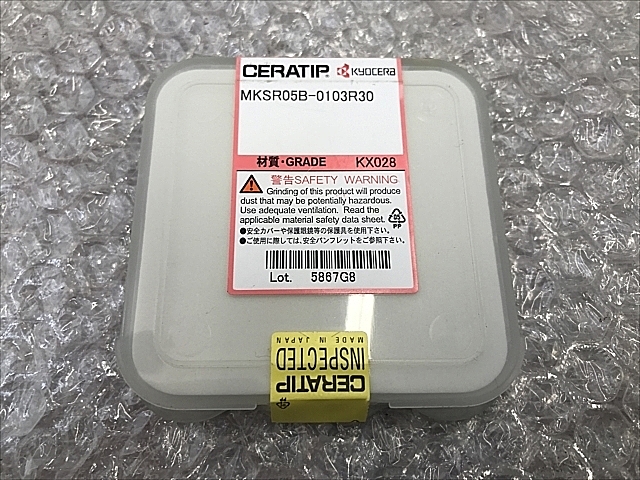 CERATIP KYOCERA
MKSR05B-0103R30
材質・GRADE KX028
警告SAFETY WARNING
Grinding of this product will produce
dust that may be potentially hazardous.
Use adequate ventilation. Read the
applicable material safety data sheet.
PP
●安全カバーや保護眼鏡等の保護具を使用下さい。
●ご使用に際しては、安全パンフレットをご参照下さい。
Lot. 5867G8
CERATIP
INSPECTED
MADE IN JAPAN